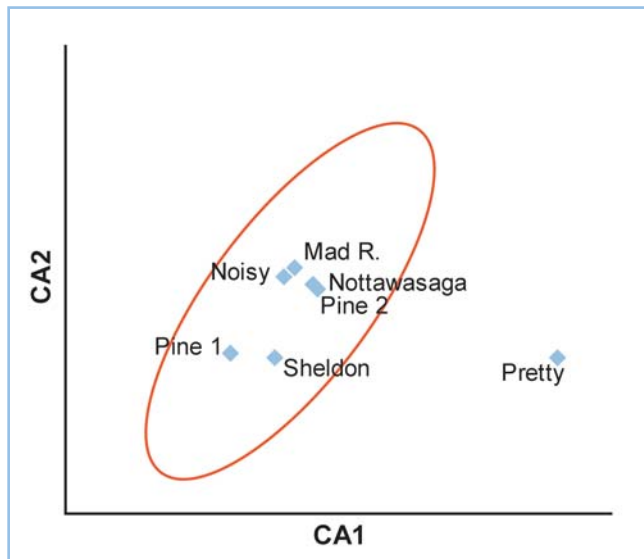 CA2
Mad R.
Noisy
Nottawasaga
Pine 2
Pine 1
Sheldon
Pretty
CA1